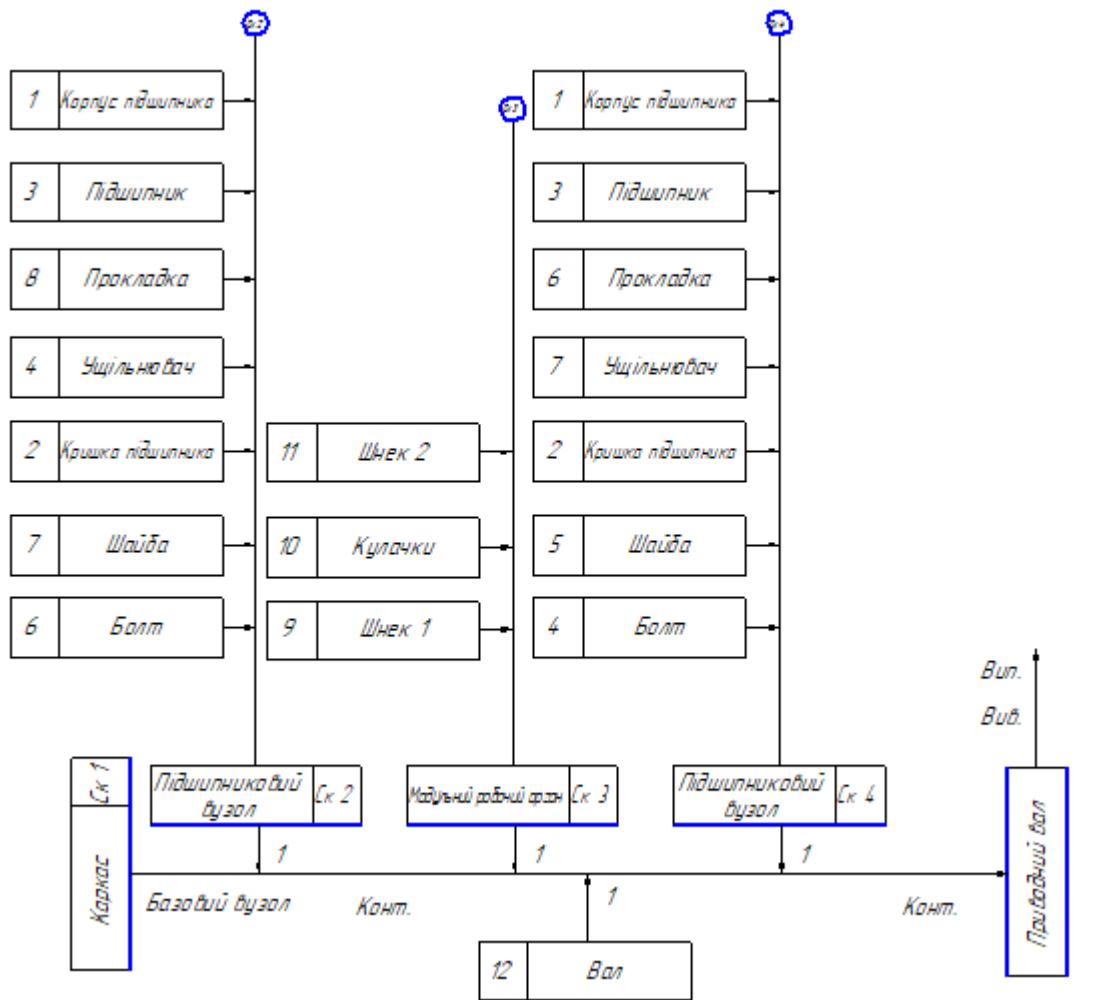 1 Корпус підшипника
3 Підшипник
8 Прокладка
4 Ущільнювач
2 Кришка підшипника
7 Шайба
6 Болт
11 Шнек 2
10 Кулачки
9 Шнек 1
1 Корпус підшипника
3 Підшипник
6 Прокладка
7 Ущільнювач
2 Кришка підшипника
5 Шайба
4 Болт
Вип.
Вив.
Каркас Ск 1
Підшипниковий
вузол
Ск 2
Модульний робочий орган Ск 3
Підшипниковий
вузол
Ск 4
Приводний вал
1
1
1
Базовий вузол
Конт.
1
Конт.
12 Вал